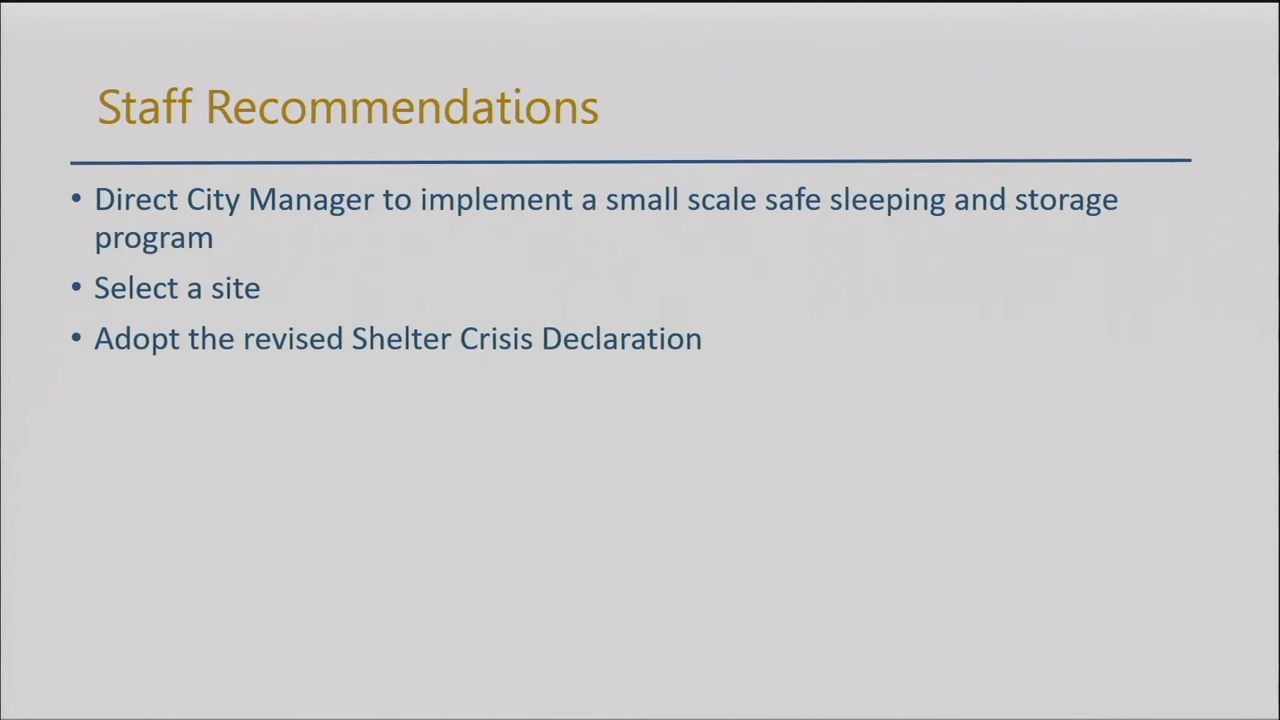 Staff Recommendations
• Direct City Manager to implement a small scale safe sleeping and storage
program
• Select a site
• Adopt the revised Shelter Crisis Declaration